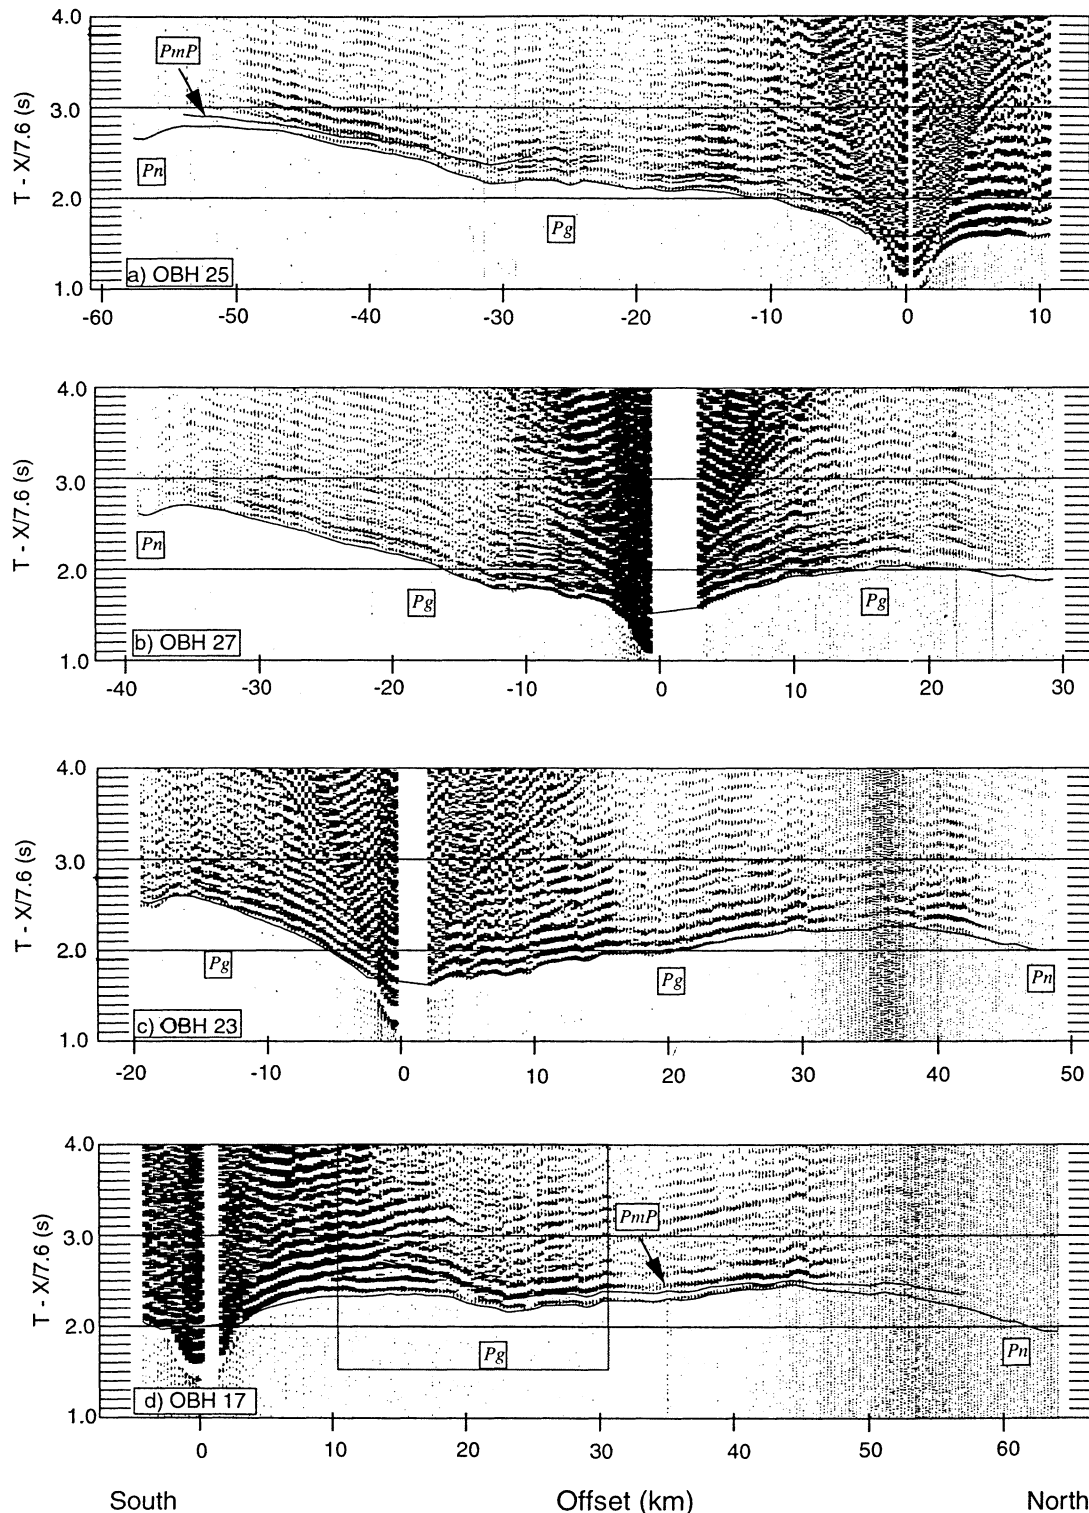 4.0
PmP
3.0
T - X/7.6 (s)
Pn
2.0
Pg
a) OBH 25
1.0
-60 -50 -40 -30 -20 -10 0 10
4.0
3.0
T - X/7.6 (s)
Pn
2.0
Pg Pg
b) OBH 27
1.0
-40 -30 -20 -10 0 10 20 30
4.0
3.0
T - X/7.6 (s)
2.0
Pg Pg Pn
c) OBH 23
1.0
-20 -10 0 10 20 30 40 50
4.0
PmP
3.0
T - X/7.6 (s)
2.0
Pg Pn
d) OBH 17
1.0
0 10 20 30 40 50 60
South Offset (km) North